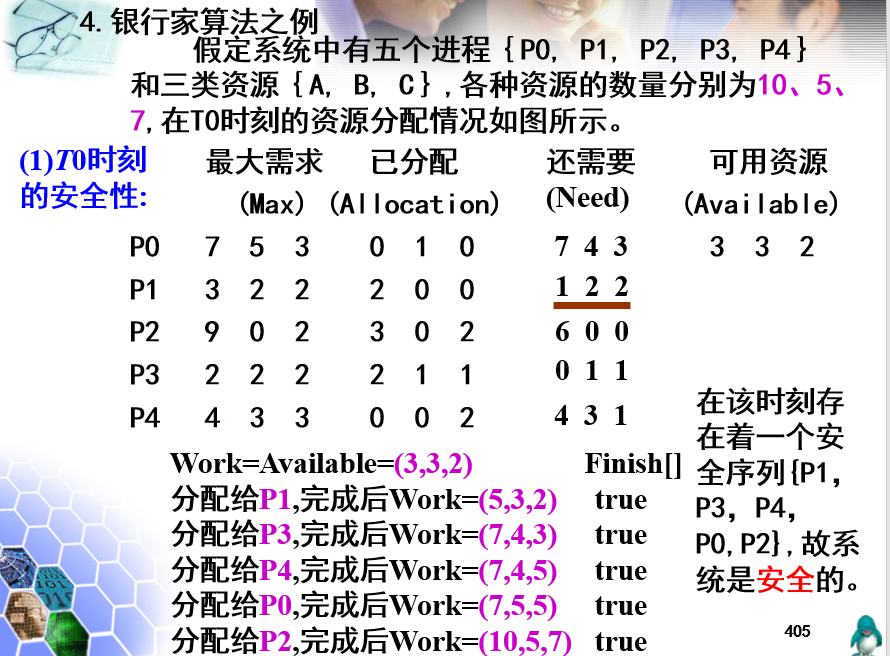 4.银行家算法之例
假定系统中有五个进程{P0, P1, P2, P3, P4}
和三类资源{A, B, C},各种资源的数量分别为10、5、
7,在T0时刻的资源分配情况如图所示。
(1)T0时刻 最大需求 已分配 还需要 可用资源
的安全性: (Max) (Allocation) (Need) (Available)
P0 7 5 3 0 1 0 7 4 3 3 3 2
P1 3 2 2 2 0 0 1 2 2
P2 9 0 2 3 0 2 6 0 0
P3 2 2 2 2 1 1 0 1 1
P4 4 3 3 0 0 2 4 3 1
Work=Available=(3,3,2) Finish[]
分配给P1,完成后Work=(5,3,2) true
分配给P3,完成后Work=(7,4,3) true
分配给P4,完成后Work=(7,4,5) true
分配给P0,完成后Work=(7,5,5) true
分配给P2,完成后Work=(10,5,7) true
在该时刻存
在着一个安
全序列{P1,
P3, P4,
P0,P2},故系
统是安全的。
405